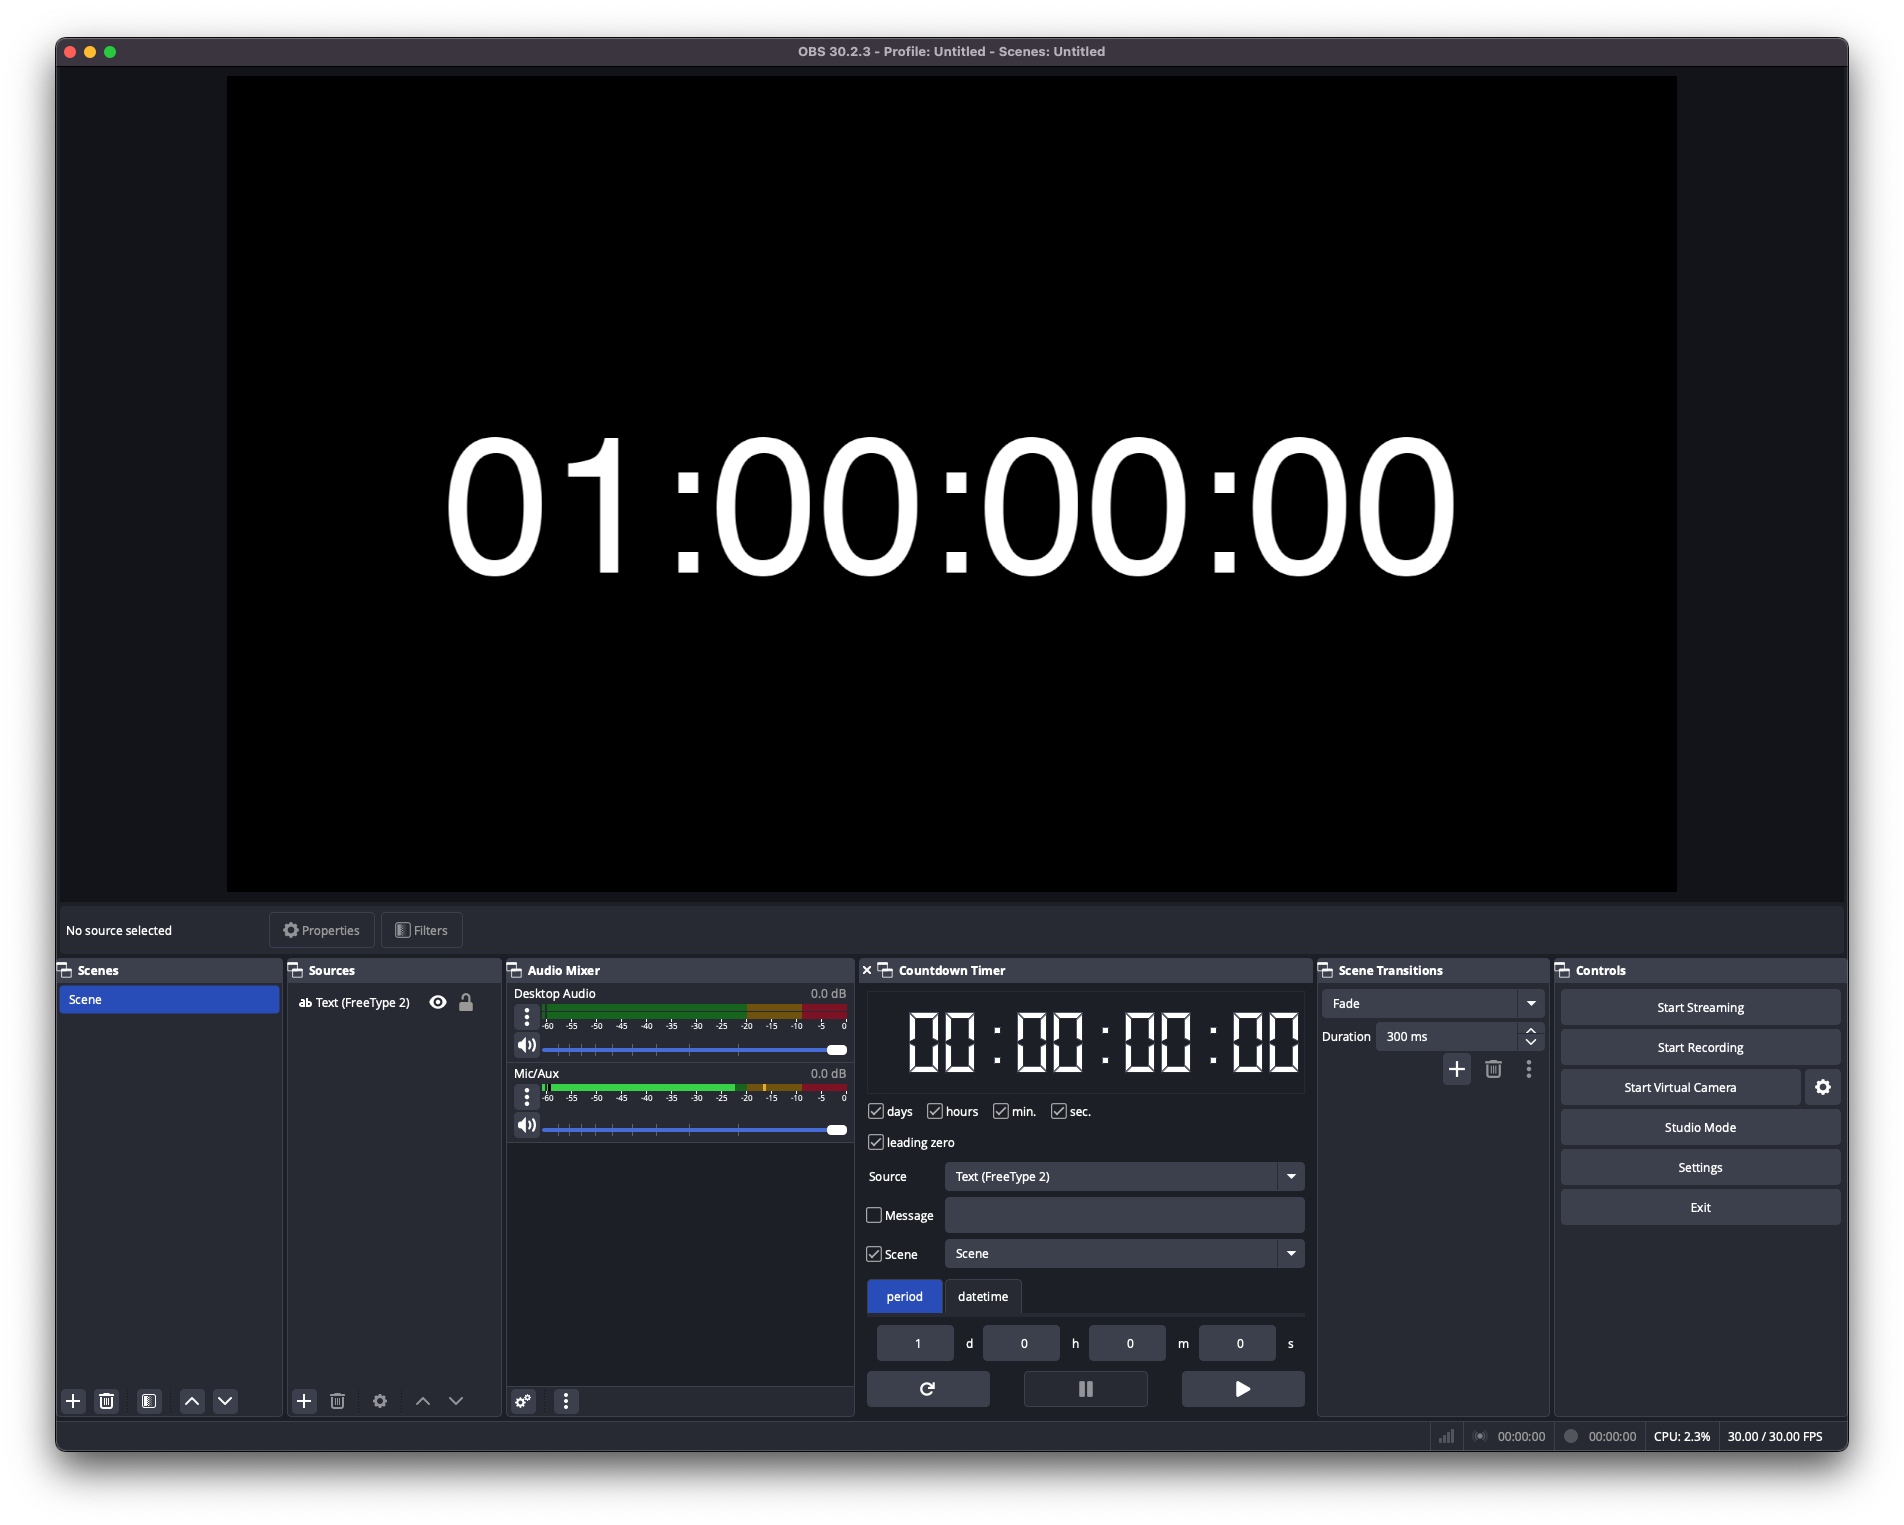 OBS 30.2.3 - Profile: Untitled - Scenes: Untitled
01:00:00:00
No source selected
Properties
Filters
Scenes
Scene
Sources
ab Text (FreeType 2)
Audio Mixer
Desktop Audio 0.0 dB
-60 -55 -50 -45 -40 -35 -30 -25 -20 -15 -10 -5 0
Mic/Aux 0.0 dB
-60 -55 -50 -45 -40 -35 -30 -25 -20 -15 -10 -5 0
Countdown Timer
00:00:00:00
days hours min. sec.
leading zero
Source Text (FreeType 2)
Message
Scene Scene
period datetime
1 d 0 h 0 m 0 s
Scene Transitions
Fade
Duration 300 ms
Controls
Start Streaming
Start Recording
Start Virtual Camera
Studio Mode
Settings
Exit
00:00:00 00:00:00 CPU: 2.3% 30.00 / 30.00 FPS